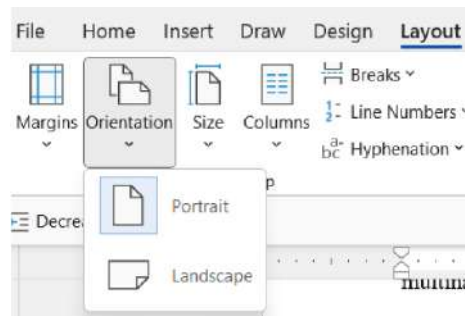 File Home Insert Draw Design Layout
Breaks
Margins Orientation Size Columns Line Numbers
Hyphenation
Portrait
Landscape